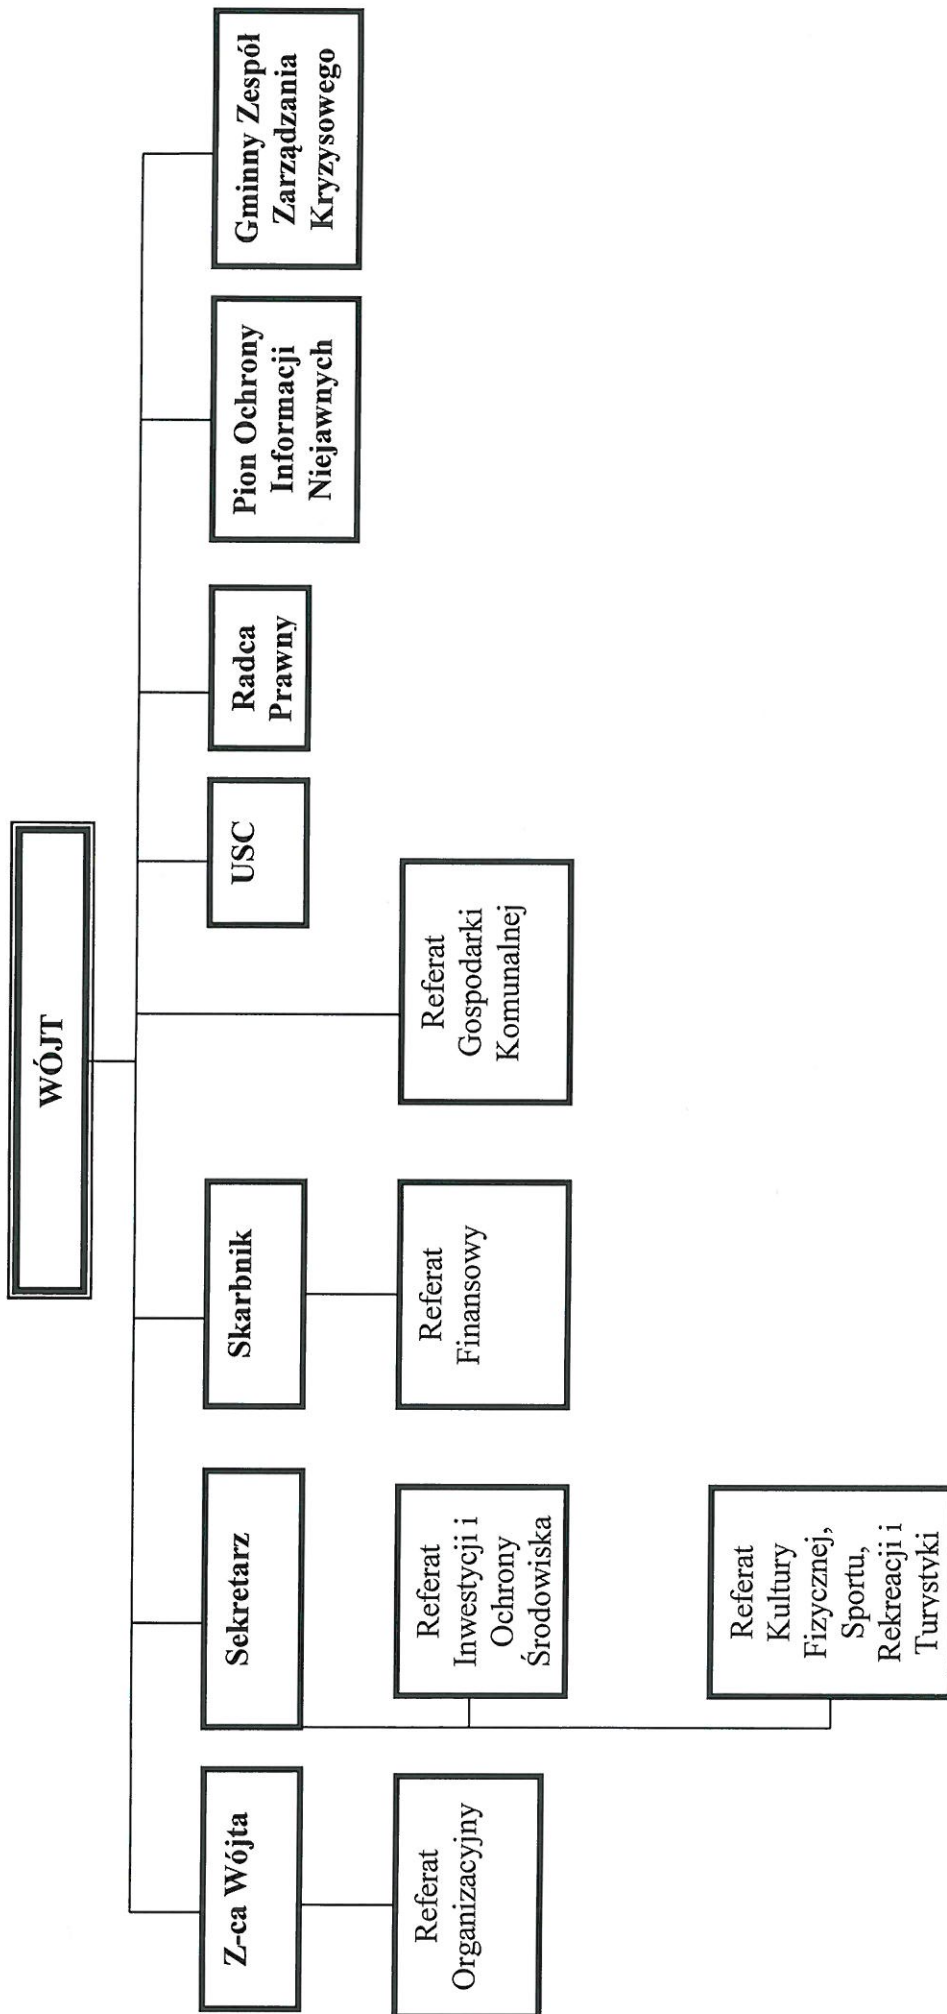 WÓJT
Z-ca Wójta
Sekretarz
Skarbnik
USC
Radca
Prawny
Pion Ochrony
Informacji
Niejawnych
Gminny Zespół
Zarządzania
Kryzysowego
Referat
Organizacyjny
Referat
Inwestycji i
Ochrony
Środowiska
Referat
Finansowy
Referat
Gospodarki
Komunalnej
Referat
Kultury
Fizycznej,
Sportu,
Rekreacji i
Turystyki